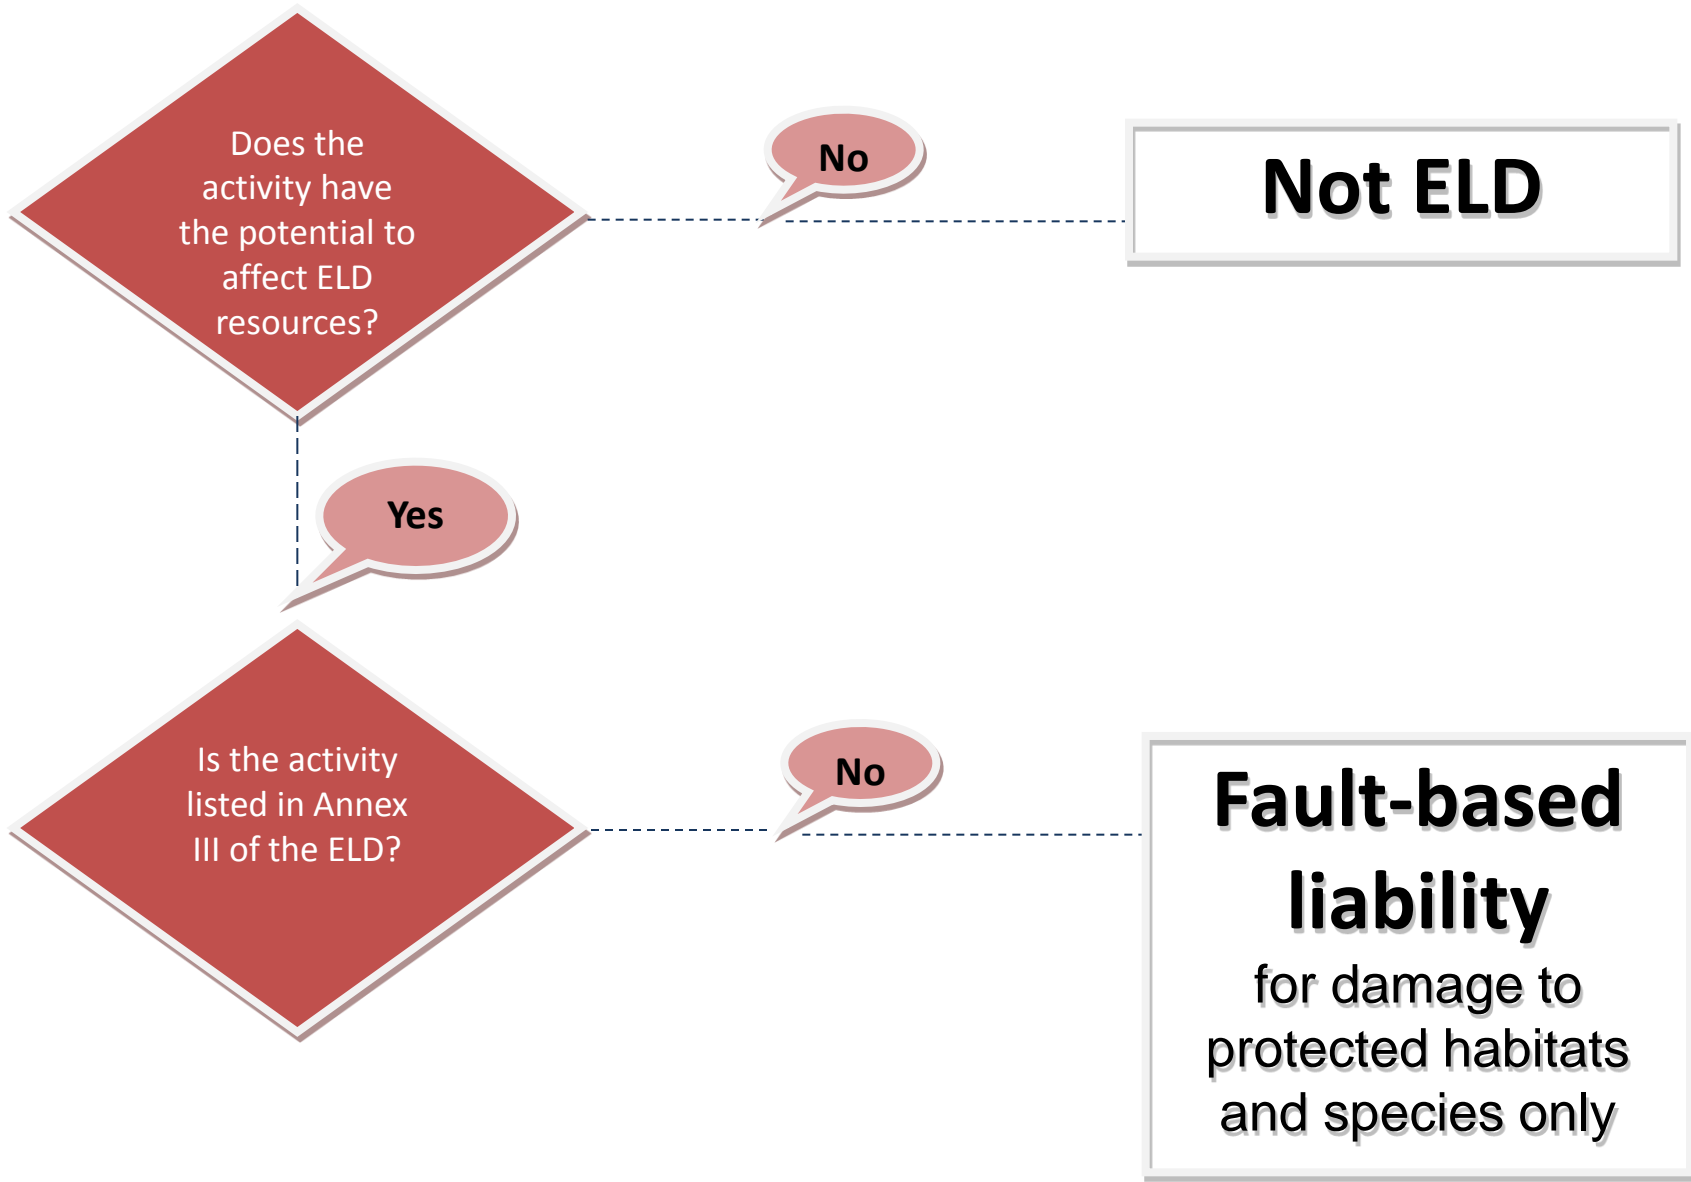 Does the
activity have
the potential to
affect ELD
resources?
No
Not ELD
Yes
Is the activity
listed in Annex
III of the ELD?
No
Fault-based
liability
for damage to
protected habitats
and species only